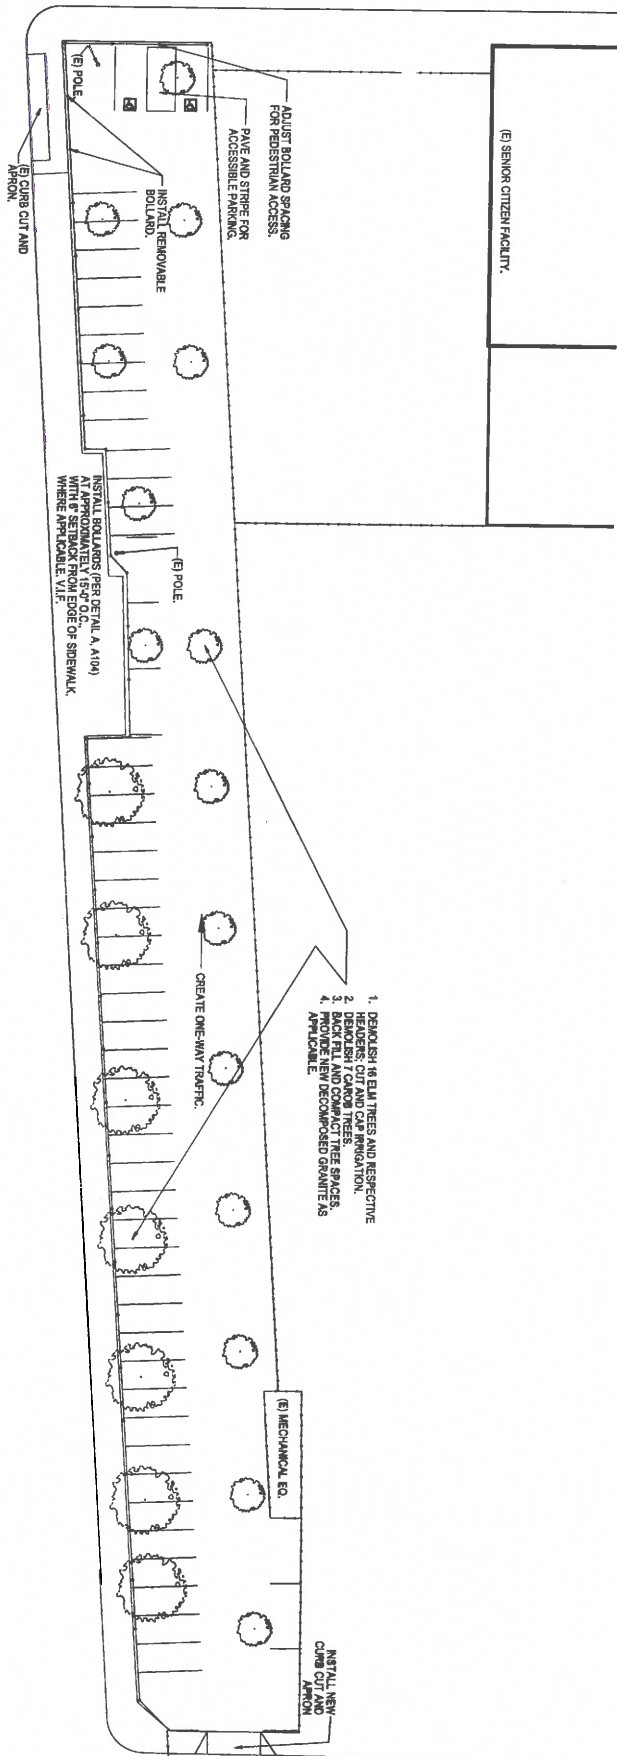 (E) SENIOR CITIZEN FACILITY.
ADJUST BOLLARD SPACING
FOR PEDESTRIAN ACCESS.
PAVE AND STRIPE FOR
ACCESSIBLE PARKING.
INSTALL REMOVABLE
BOLLARD.
(E) POLE.
(E) CURB CUT AND
APRON.
(E) POLE.
INSTALL BOLLARDS (PER DETAIL A, A104)
AT APPROXIMATELY 15'-0" O.C.,
WITH 6" SETBACK FROM EDGE OF SIDEWALK.
WHERE APPLICABLE, V.I.F.
1. DEMOLISH 16 ELM TREES AND RESPECTIVE
HEADERS; CUT AND CAP IRRIGATION.
2. DEMOLISH 7 CAROB TREES.
3. BACK FILL AND COMPACT TREE SPACES.
4. PROVIDE NEW DECOMPOSED GRANITE AS
APPLICABLE.
CREATE ONE-WAY TRAFFIC.
(E) MECHANICAL EQ.
INSTALL NEW
CURB CUT AND
APRON